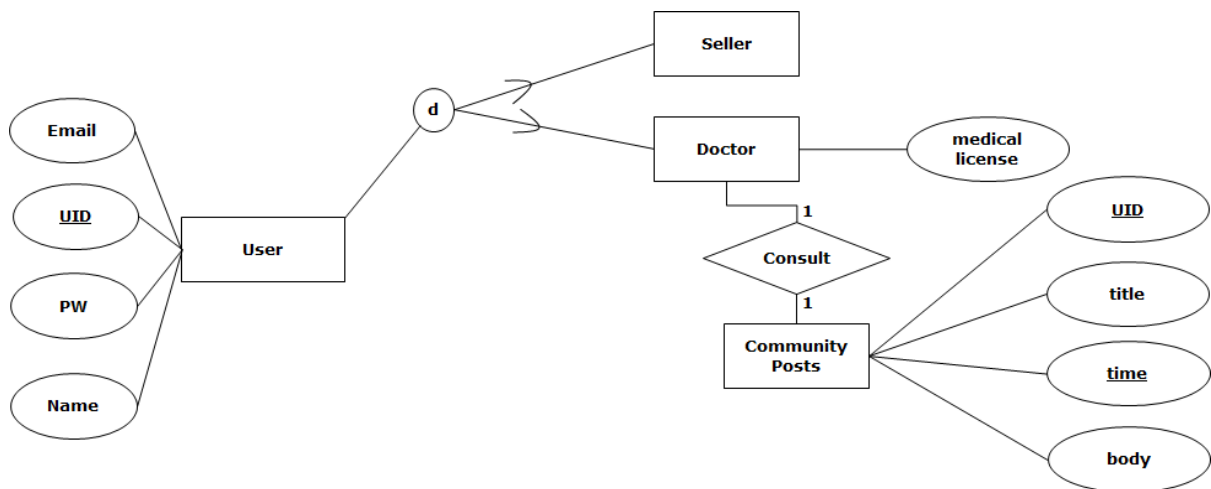 Seller
d
Email
Doctor
medical
license
UID
User
1
UID
Consult
PW
title
1
Community
Posts
time
Name
body